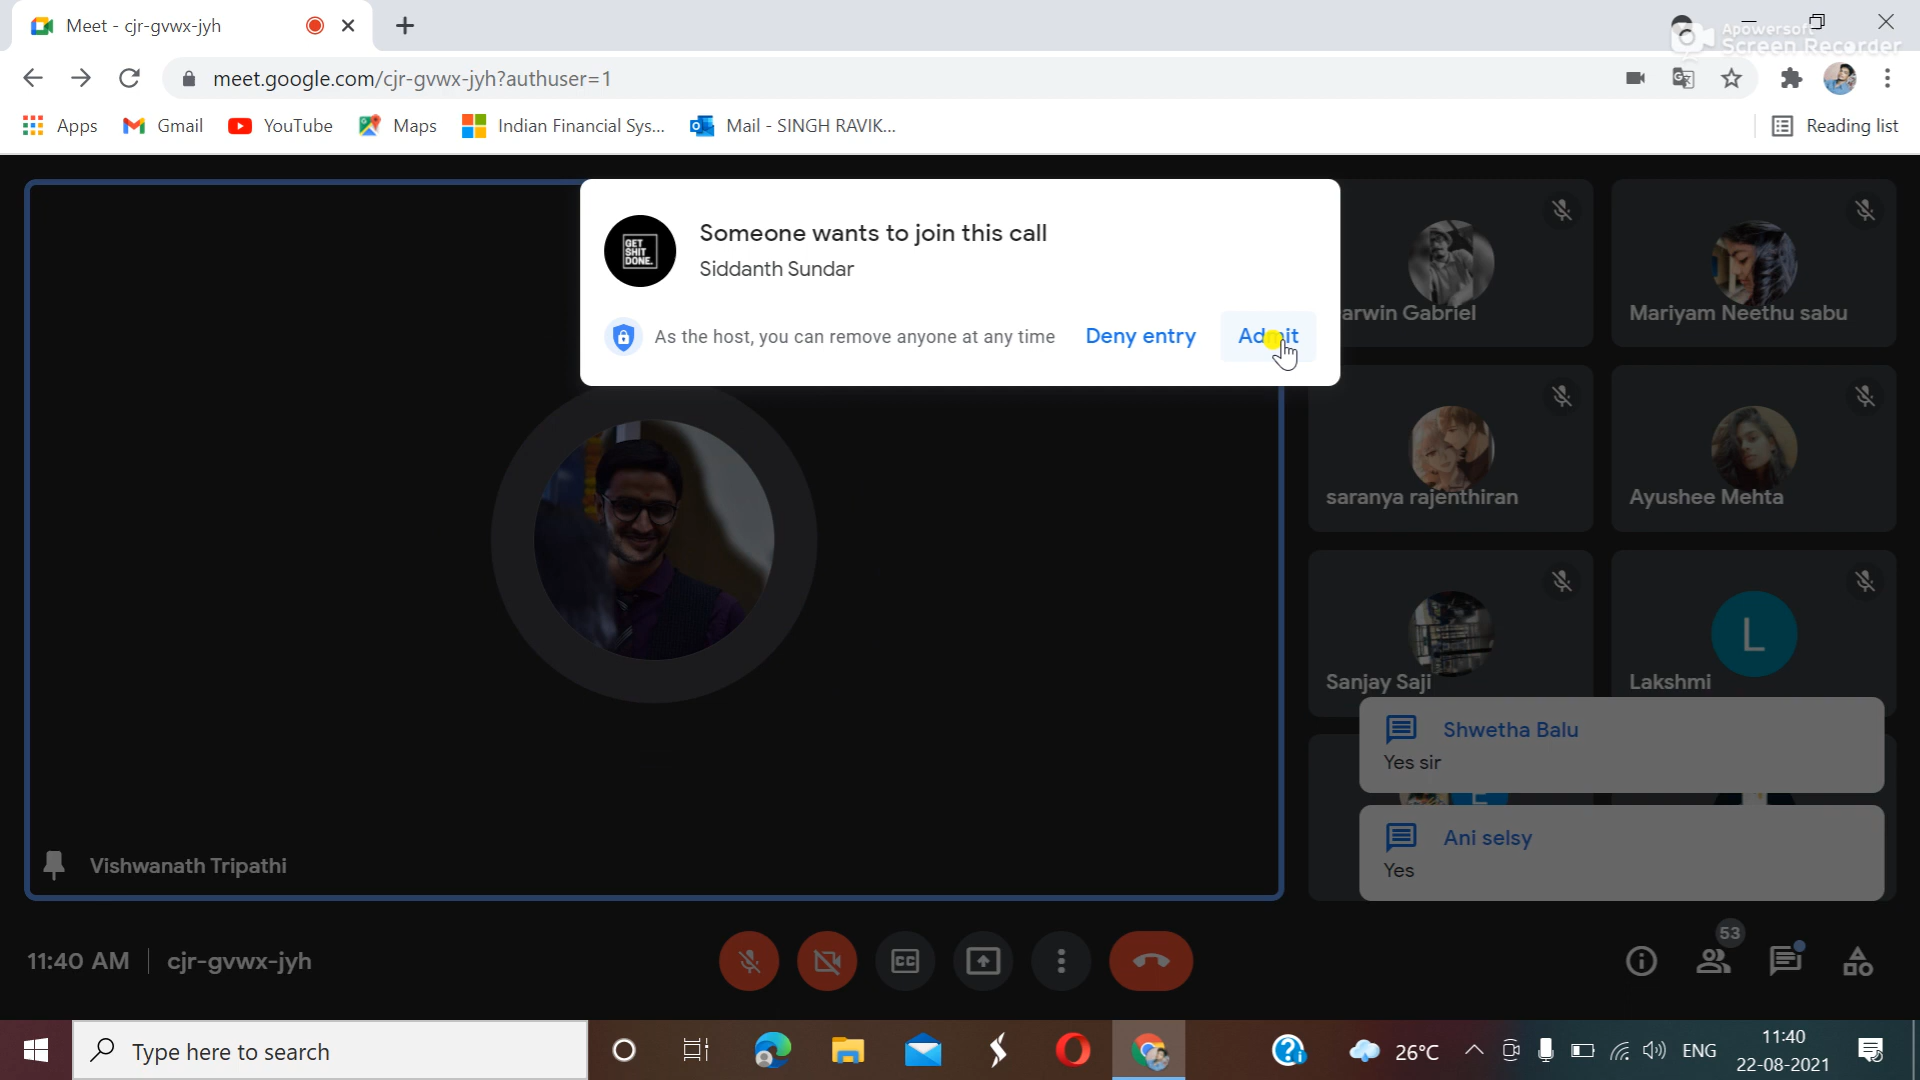 Meet - cjr-gvwx-jyh
Apowersoft
Screen Recorder
meet.google.com/cjr-gvwx-jyh?authuser=1
Apps
Gmail
YouTube
Maps
Indian Financial Sys...
Mail - SINGH RAVIK...
Reading list
Someone wants to join this call
Siddanth Sundar
GET
SHIT
DONE.
As the host, you can remove anyone at any time
Deny entry
Admit
arwin Gabriel
Mariyam Neethu sabu
saranya rajenthiran
Ayushee Mehta
Sanjay Saji
L
Lakshmi
Shwetha Balu
Yes sir
Ani selsy
Yes
Vishwanath Tripathi
11:40 AM
cjr-gvwx-jyh
CC
53
Type here to search
26°C
ENG
11:40
22-08-2021